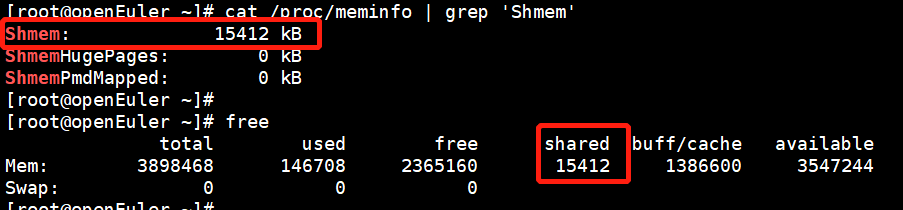 [root@openEuler ~]# cat /proc/meminfo | grep 'Shmem'
Shmem:             15412 kB
ShmemHugePages:        0 kB
ShmemPmdMapped:        0 kB
[root@openEuler ~]#
[root@openEuler ~]# free
              total        used        free      shared  buff/cache   available
Mem:        3898468      146708     2365160       15412     1386600     3547244
Swap:             0           0           0
[root@openEuler ~]#